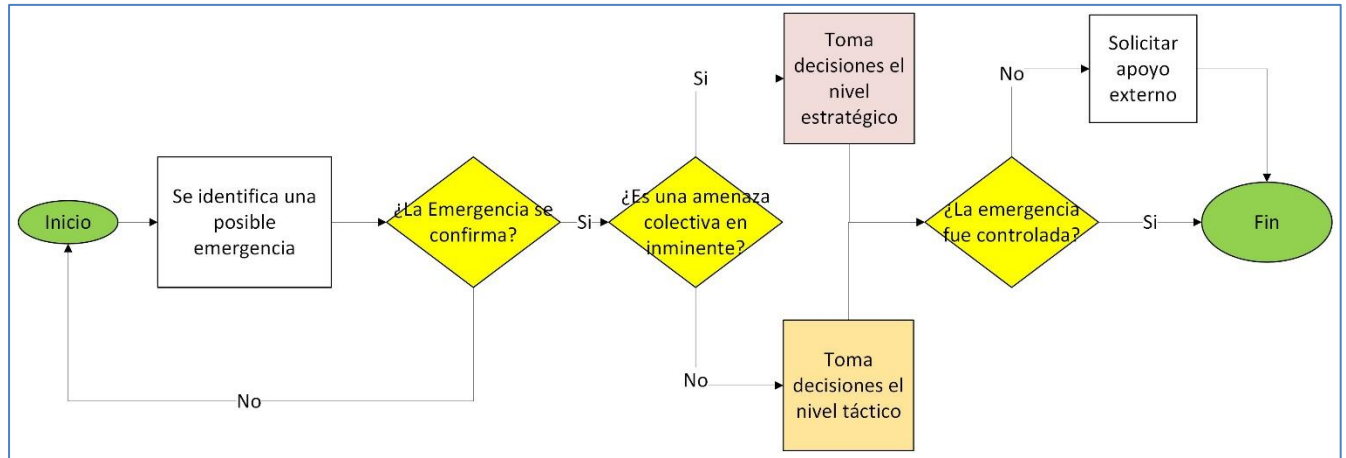 Inicio
Se identifica una
posible
emergencia
¿La Emergencia se
confirma?
No
Si
¿Es una amenaza
colectiva en
inminente?
Si
Toma
decisiones el
nivel
estratégico
No
Toma
decisiones el
nivel táctico
¿La emergencia
fue controlada?
No
Solicitar
apoyo
externo
Si
Fin